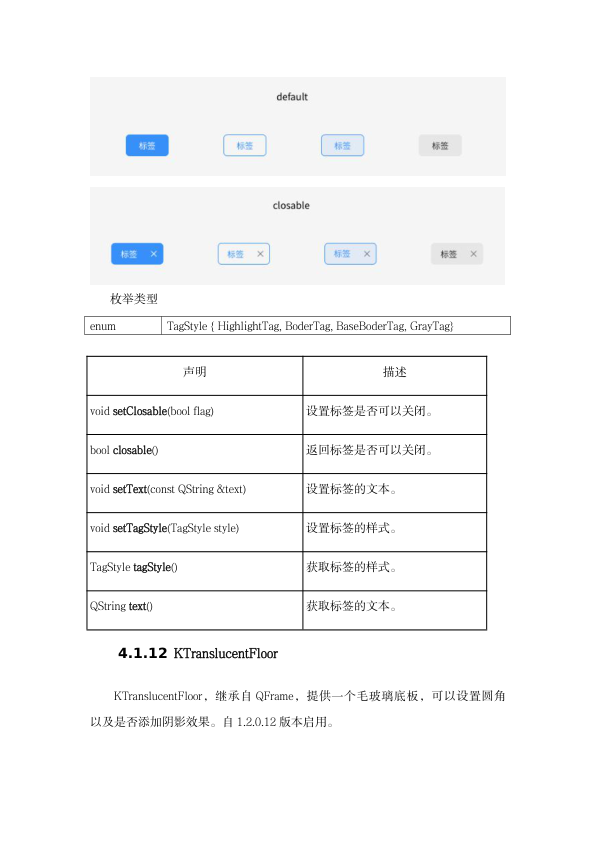 default
标签 标签 标签 标签
closable
标签 × 标签 × 标签 × 标签 ×
枚举类型
enum TagStyle { HighlightTag, BoderTag, BaseBoderTag, GrayTag}
声明 描述
void setClosable(bool flag) 设置标签是否可以关闭。
bool closable() 返回标签是否可以关闭。
void setText(const QString &text) 设置标签的文本。
void setTagStyle(TagStyle style) 设置标签的样式。
TagStyle tagStyle() 获取标签的样式。
QString text() 获取标签的文本。
4.1.12 KTranslucentFloor
KTranslucentFloor，继承自 QFrame，提供一个毛玻璃底板，可以设置圆角
以及是否添加阴影效果。自 1.2.0.12 版本启用。